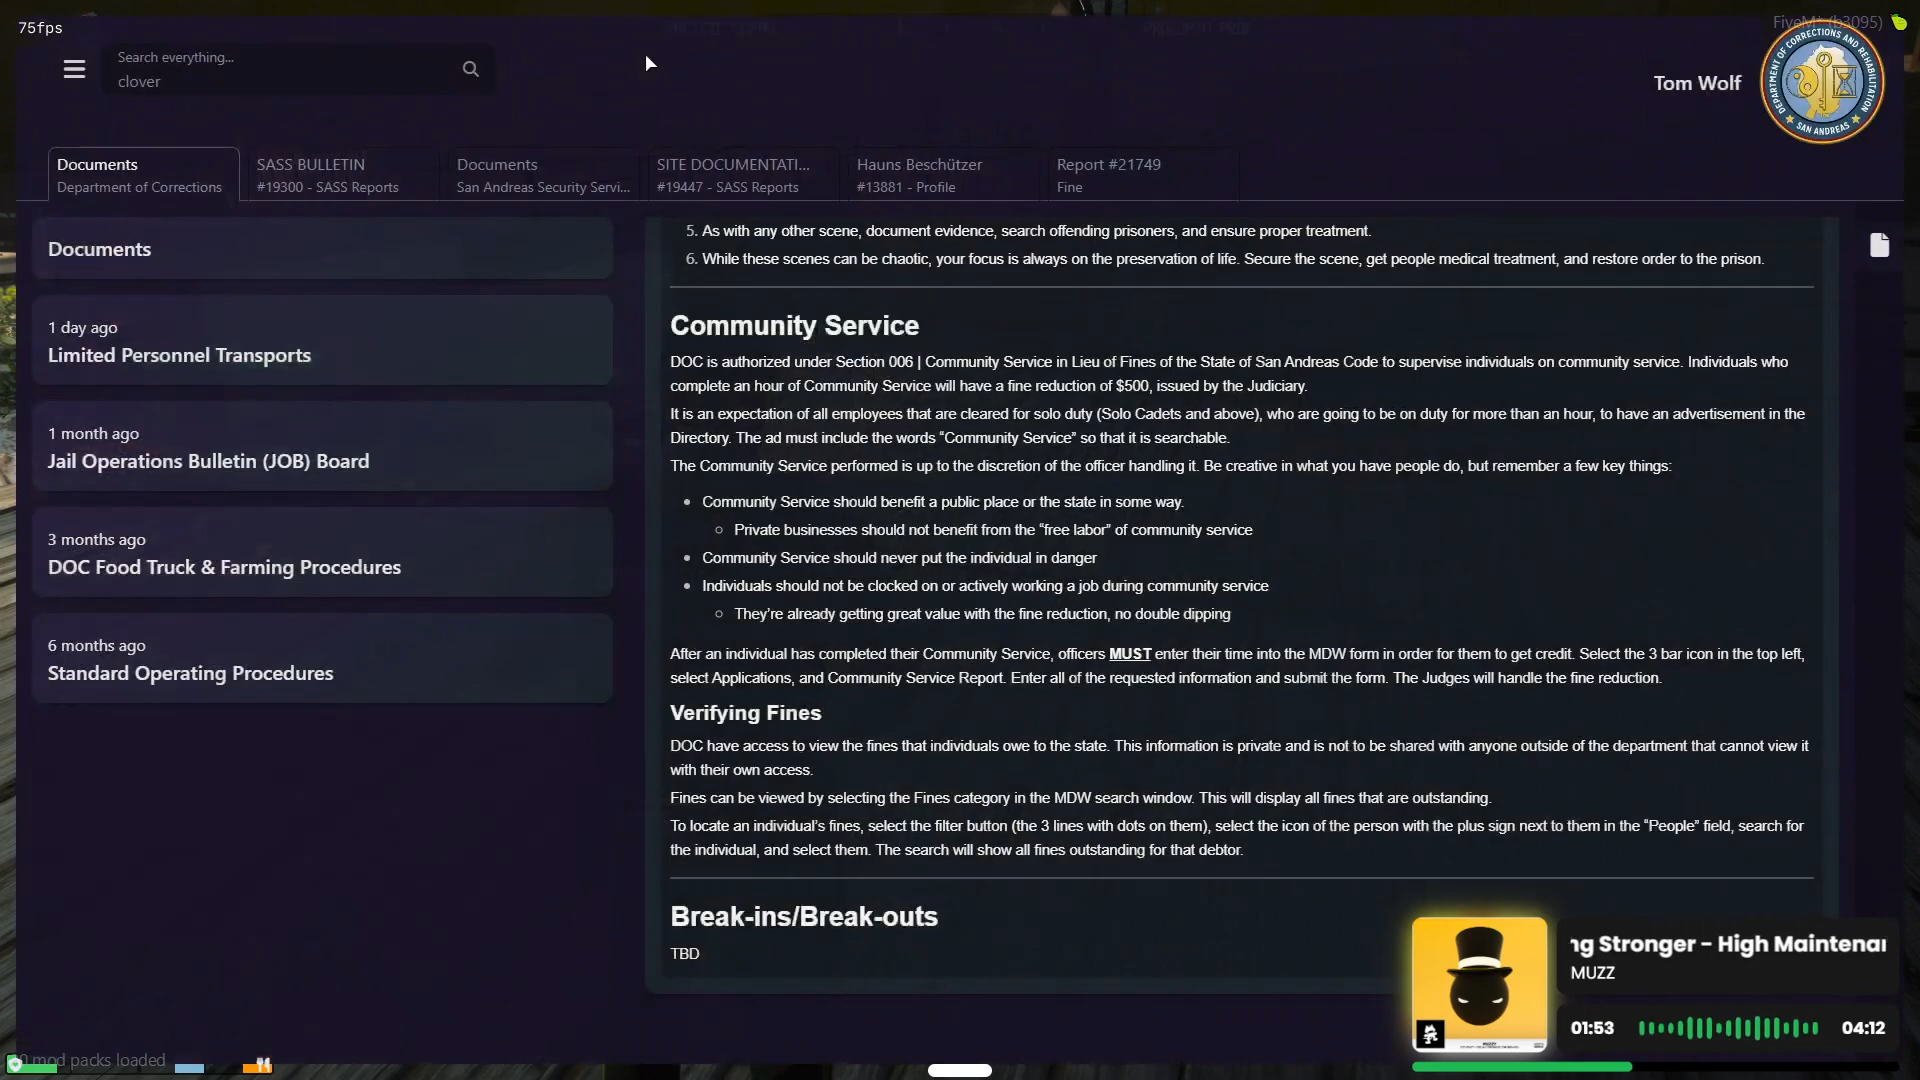 75fps
FiveM* (b3095)
Search everything...
clover
Tom Wolf
DEPARTMENT OF CORRECTIONS AND REHABILITATION
SAN ANDREAS
Documents
Department of Corrections
SASS BULLETIN
#19300 - SASS Reports
Documents
San Andreas Security Servi...
SITE DOCUMENTATI...
#19447 - SASS Reports
Hauns Beschützer
#13881 - Profile
Report #21749
Fine
Documents
1 day ago
Limited Personnel Transports
1 month ago
Jail Operations Bulletin (JOB) Board
3 months ago
DOC Food Truck & Farming Procedures
6 months ago
Standard Operating Procedures
5. As with any other scene, document evidence, search offending prisoners, and ensure proper treatment.
6. While these scenes can be chaotic, your focus is always on the preservation of life. Secure the scene, get people medical treatment, and restore order to the prison.
Community Service
DOC is authorized under Section 006 | Community Service in Lieu of Fines of the State of San Andreas Code to supervise individuals on community service. Individuals who
complete an hour of Community Service will have a fine reduction of $500, issued by the Judiciary.
It is an expectation of all employees that are cleared for solo duty (Solo Cadets and above), who are going to be on duty for more than an hour, to have an advertisement in the
Directory. The ad must include the words “Community Service” so that it is searchable.
The Community Service performed is up to the discretion of the officer handling it. Be creative in what you have people do, but remember a few key things:
Community Service should benefit a public place or the state in some way.
Private businesses should not benefit from the “free labor” of community service
Community Service should never put the individual in danger
Individuals should not be clocked on or actively working a job during community service
They’re already getting great value with the fine reduction, no double dipping
After an individual has completed their Community Service, officers MUST enter their time into the MDW form in order for them to get credit. Select the 3 bar icon in the top left,
select Applications, and Community Service Report. Enter all of the requested information and submit the form. The Judges will handle the fine reduction.
Verifying Fines
DOC have access to view the fines that individuals owe to the state. This information is private and is not to be shared with anyone outside of the department that cannot view it
with their own access.
Fines can be viewed by selecting the Fines category in the MDW search window. This will display all fines that are outstanding.
To locate an individual’s fines, select the filter button (the 3 lines with dots on them), select the icon of the person with the plus sign next to them in the “People” field, search for
the individual, and select them. The search will show all fines outstanding for that debtor.
Break-ins/Break-outs
TBD
ng Stronger - High Maintenan
MUZZ
01:53
04:12
0 mod packs loaded